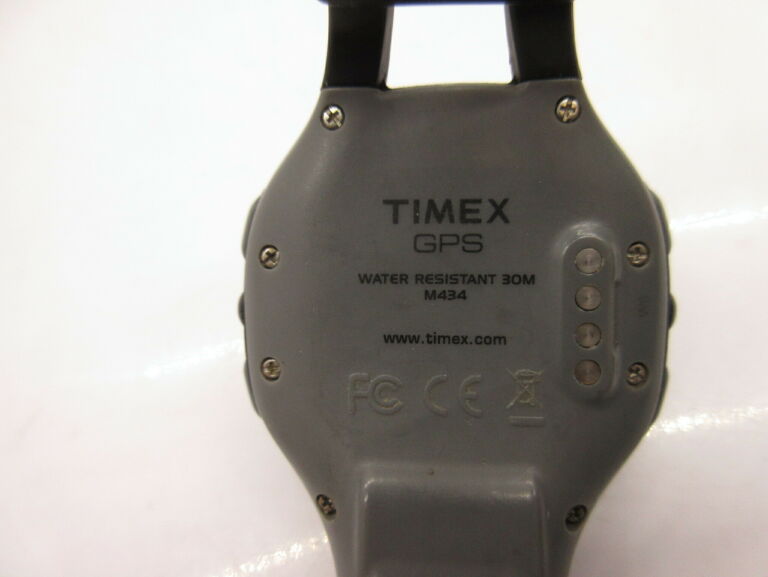 TIMEX
GPS
WATER RESISTANT 30M
M434
www.timex.com
FC CE